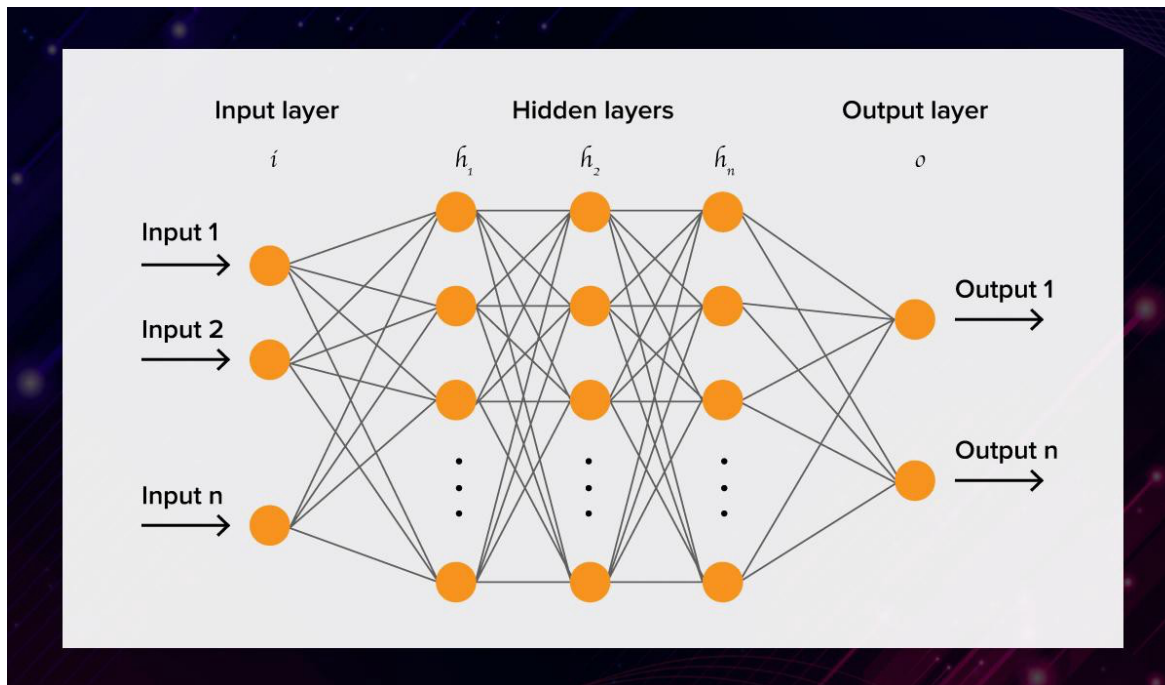 Input layer
Hidden layers
Output layer
i
h₁
h₂
hₙ
o
Input 1
Input 2
Input n
Output 1
Output n